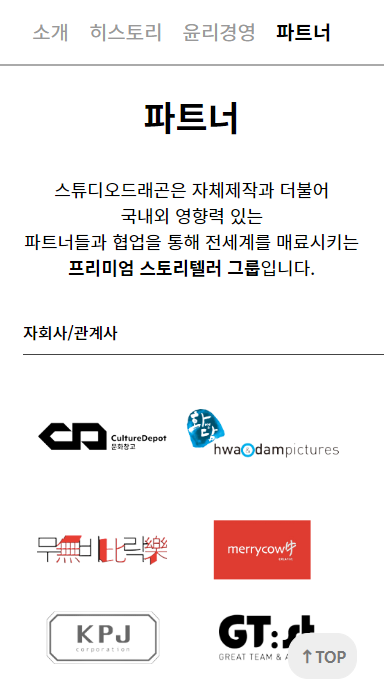 소개 히스토리 윤리경영 파트너
파트너
스튜디오드래곤은 자체제작과 더불어
국내외 영향력 있는
파트너들과 협업을 통해 전세계를 매료시키는
프리미엄 스토리텔러 그룹입니다.
자회사/관계사
CultureDepot
문화창고
화앤담
hwa&dampictures
무無비比락樂
merrycow
KPJ
corporation
GT:st
GREAT TEAM &
↑TOP